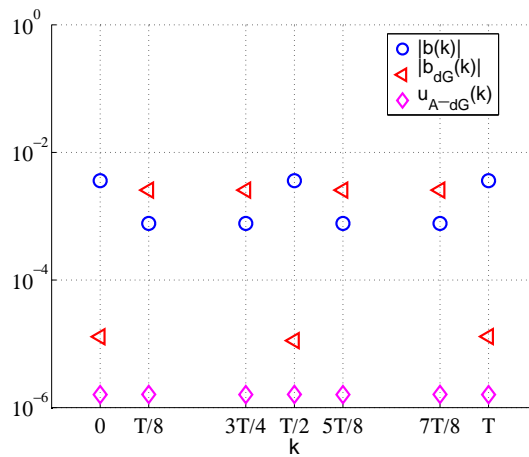 10^0
10^−2
10^−4
10^−6
|b(k)|
|b_dG(k)|
u_A−dG(k)
0 T/8 3T/4 T/2 5T/8 7T/8 T
k